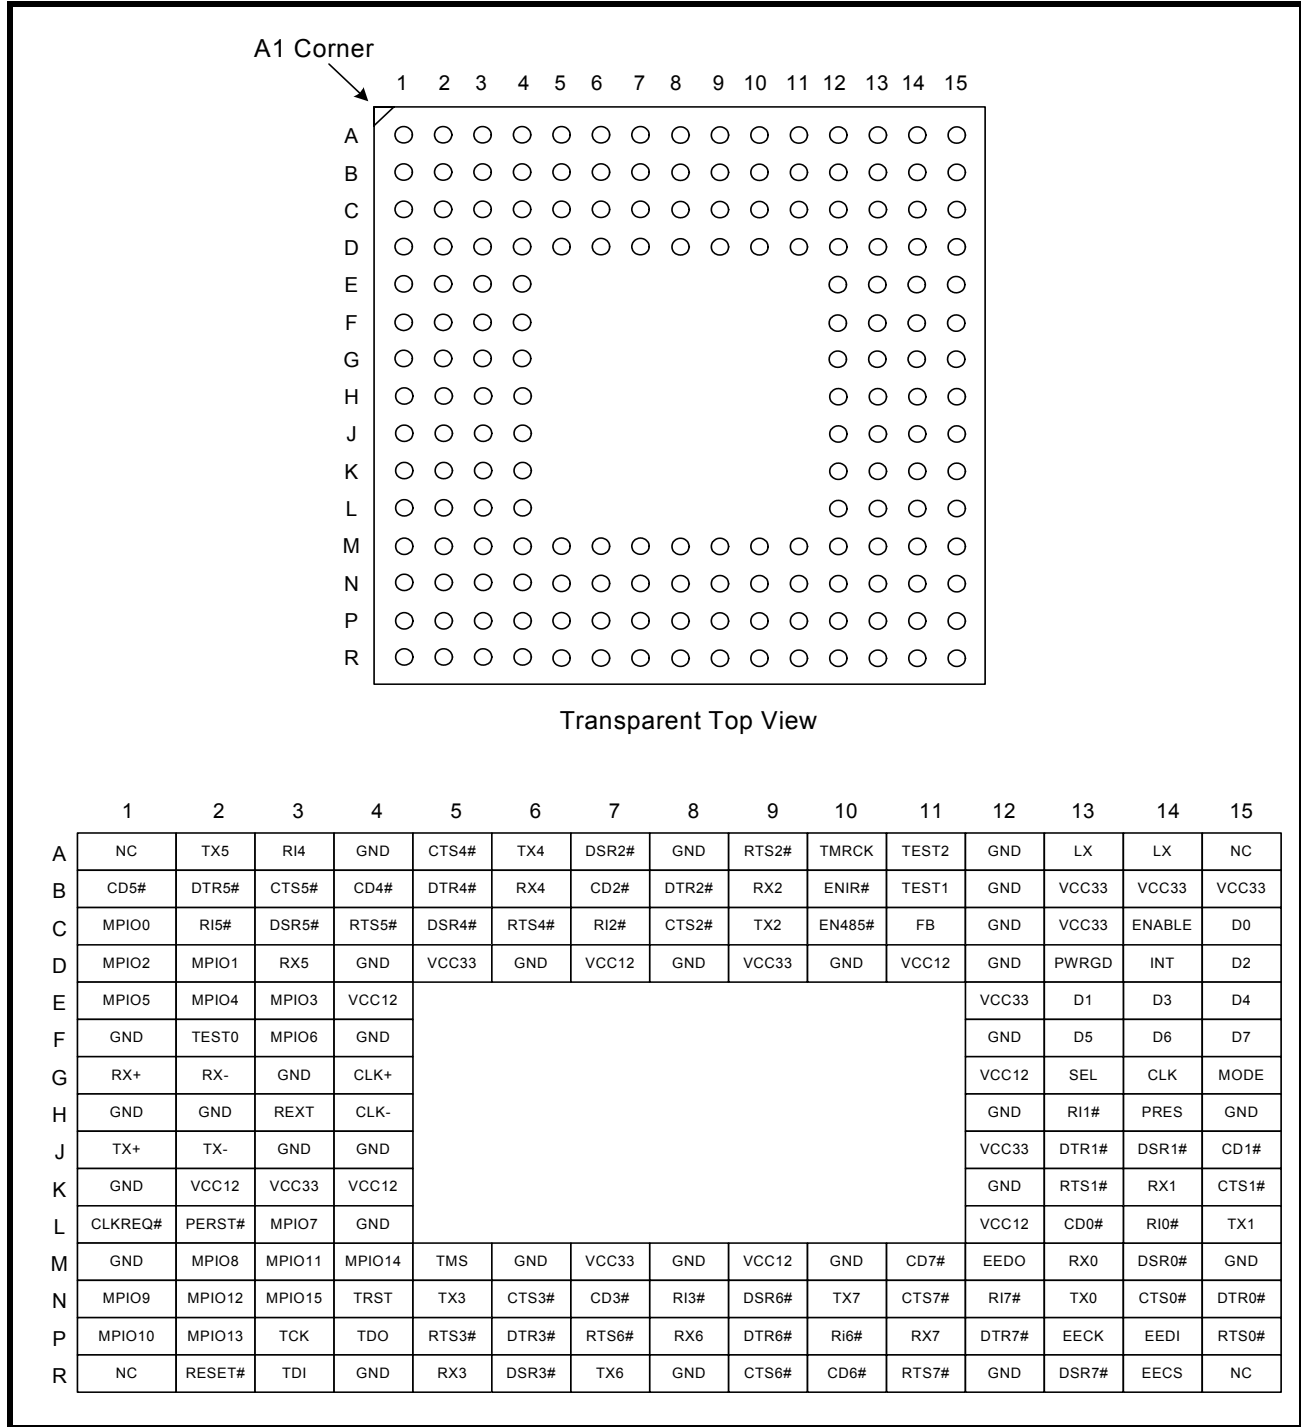 A1 Corner
1 2 3 4 5 6 7 8 9 10 11 12 13 14 15
A
B
C
D
E
F
G
H
J
K
L
M
N
P
R
Transparent Top View
1 2 3 4 5 6 7 8 9 10 11 12 13 14 15
A NC TX5 RI4 GND CTS4# TX4 DSR2# GND RTS2# TMRCK TEST2 GND LX LX NC
B CD5# DTR5# CTS5# CD4# DTR4# RX4 CD2# DTR2# RX2 ENIR# TEST1 GND VCC33 VCC33 VCC33
C MPIO0 RI5# DSR5# RTS5# DSR4# RTS4# RI2# CTS2# TX2 EN485# FB GND VCC33 ENABLE D0
D MPIO2 MPIO1 RX5 GND VCC33 GND VCC12 GND VCC33 GND VCC12 GND PWRGD INT D2
E MPIO5 MPIO4 MPIO3 VCC12 VCC33 D1 D3 D4
F GND TEST0 MPIO6 GND GND D5 D6 D7
G RX+ RX- GND CLK+ VCC12 SEL CLK MODE
H GND GND REXT CLK- GND RI1# PRES GND
J TX+ TX- GND GND VCC33 DTR1# DSR1# CD1#
K GND VCC12 VCC33 VCC12 GND RTS1# RX1 CTS1#
L CLKREQ# PERST# MPIO7 GND VCC12 CD0# RI0# TX1
M GND MPIO8 MPIO11 MPIO14 TMS GND VCC33 GND VCC12 GND CD7# EEDO RX0 DSR0# GND
N MPIO9 MPIO12 MPIO15 TRST TX3 CTS3# CD3# RI3# DSR6# TX7 CTS7# RI7# TX0 CTS0# DTR0#
P MPIO10 MPIO13 TCK TDO RTS3# DTR3# RTS6# RX6 DTR6# Ri6# RX7 DTR7# EECK EEDI RTS0#
R NC RESET# TDI GND RX3 DSR3# TX6 GND CTS6# CD6# RTS7# GND DSR7# EECS NC